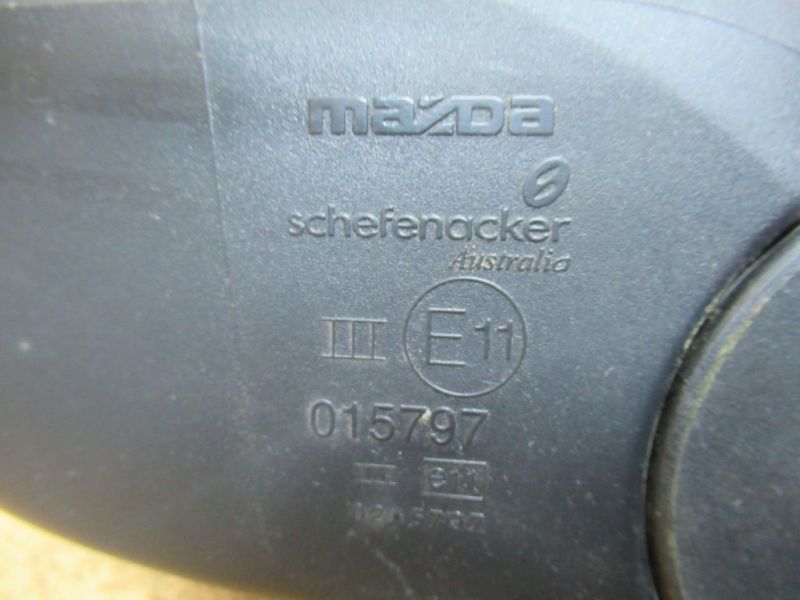 mazda
schefenacker
Australia
III E11
015797
III e11